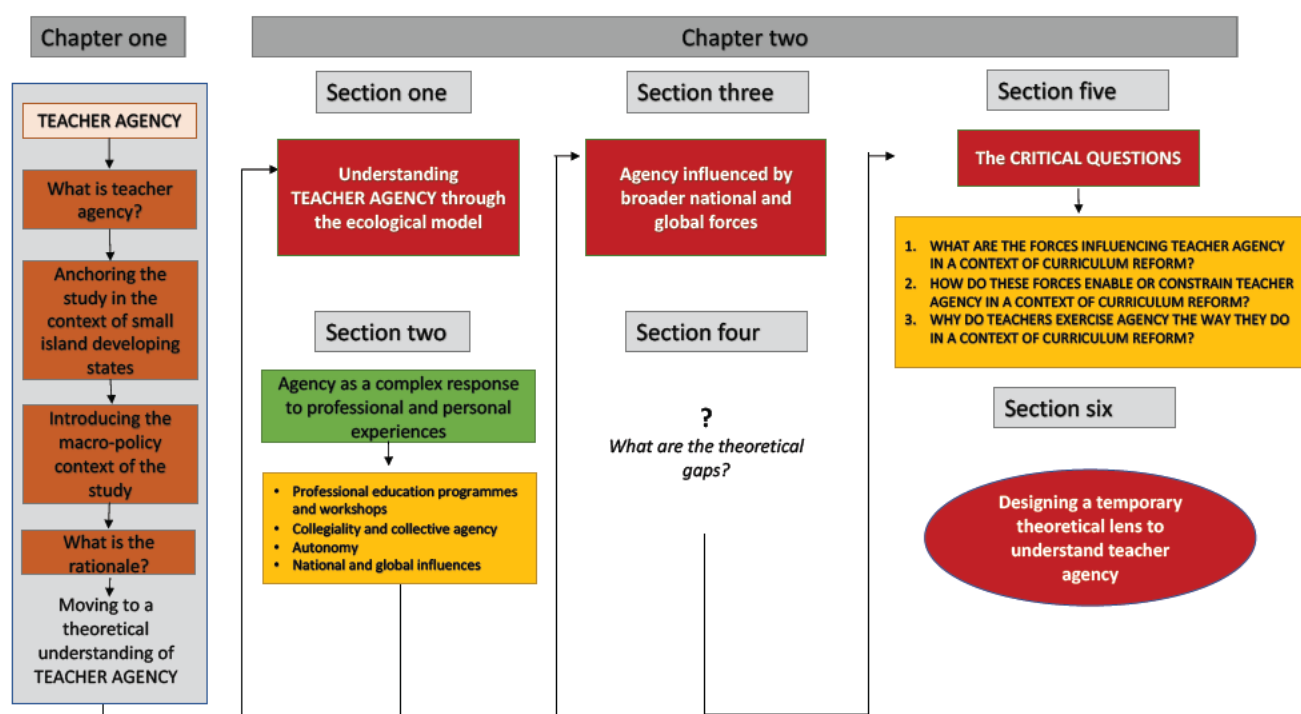 Chapter one
TEACHER AGENCY
What is teacher
agency?
Anchoring the
study in the
context of small
island developing
states
Introducing the
macro-policy
context of the
study
What is the
rationale?
Moving to a
theoretical
understanding of
TEACHER AGENCY
Chapter two
Section one
Understanding
TEACHER AGENCY through
the ecological model
Section two
Agency as a complex response
to professional and personal
experiences
• Professional education programmes
and workshops
• Collegiality and collective agency
• Autonomy
• National and global influences
Section three
Agency influenced by
broader national and
global forces
Section four
?
What are the theoretical
gaps?
Section five
The CRITICAL QUESTIONS
1. WHAT ARE THE FORCES INFLUENCING TEACHER AGENCY
IN A CONTEXT OF CURRICULUM REFORM?
2. HOW DO THESE FORCES ENABLE OR CONSTRAIN TEACHER
AGENCY IN A CONTEXT OF CURRICULUM REFORM?
3. WHY DO TEACHERS EXERCISE AGENCY THE WAY THEY DO
IN A CONTEXT OF CURRICULUM REFORM?
Section six
Designing a temporary
theoretical lens to
understand teacher
agency